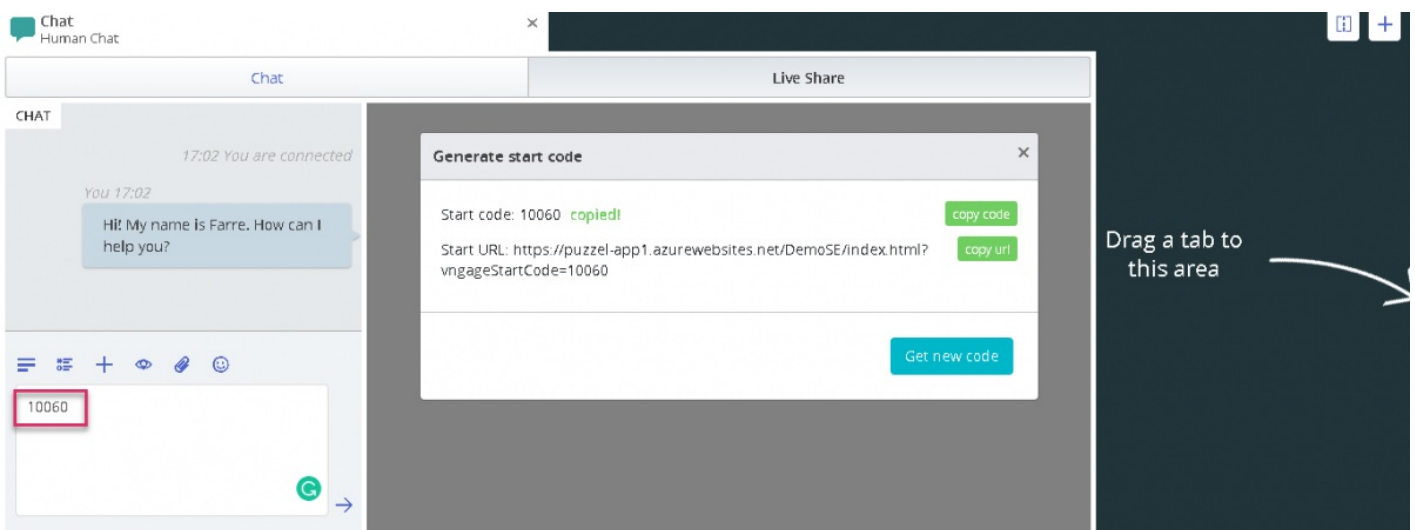 Chat
Human Chat
Chat
Live Share
CHAT
17:02 You are connected
You 17:02
Hi! My name is Farre. How can I
help you?
10060
Generate start code
Start code: 10060 copied!
copy code
Start URL: https://puzzel-app1.azurewebsites.net/DemoSE/index.html?
vngageStartCode=10060
copy url
Get new code
Drag a tab to
this area